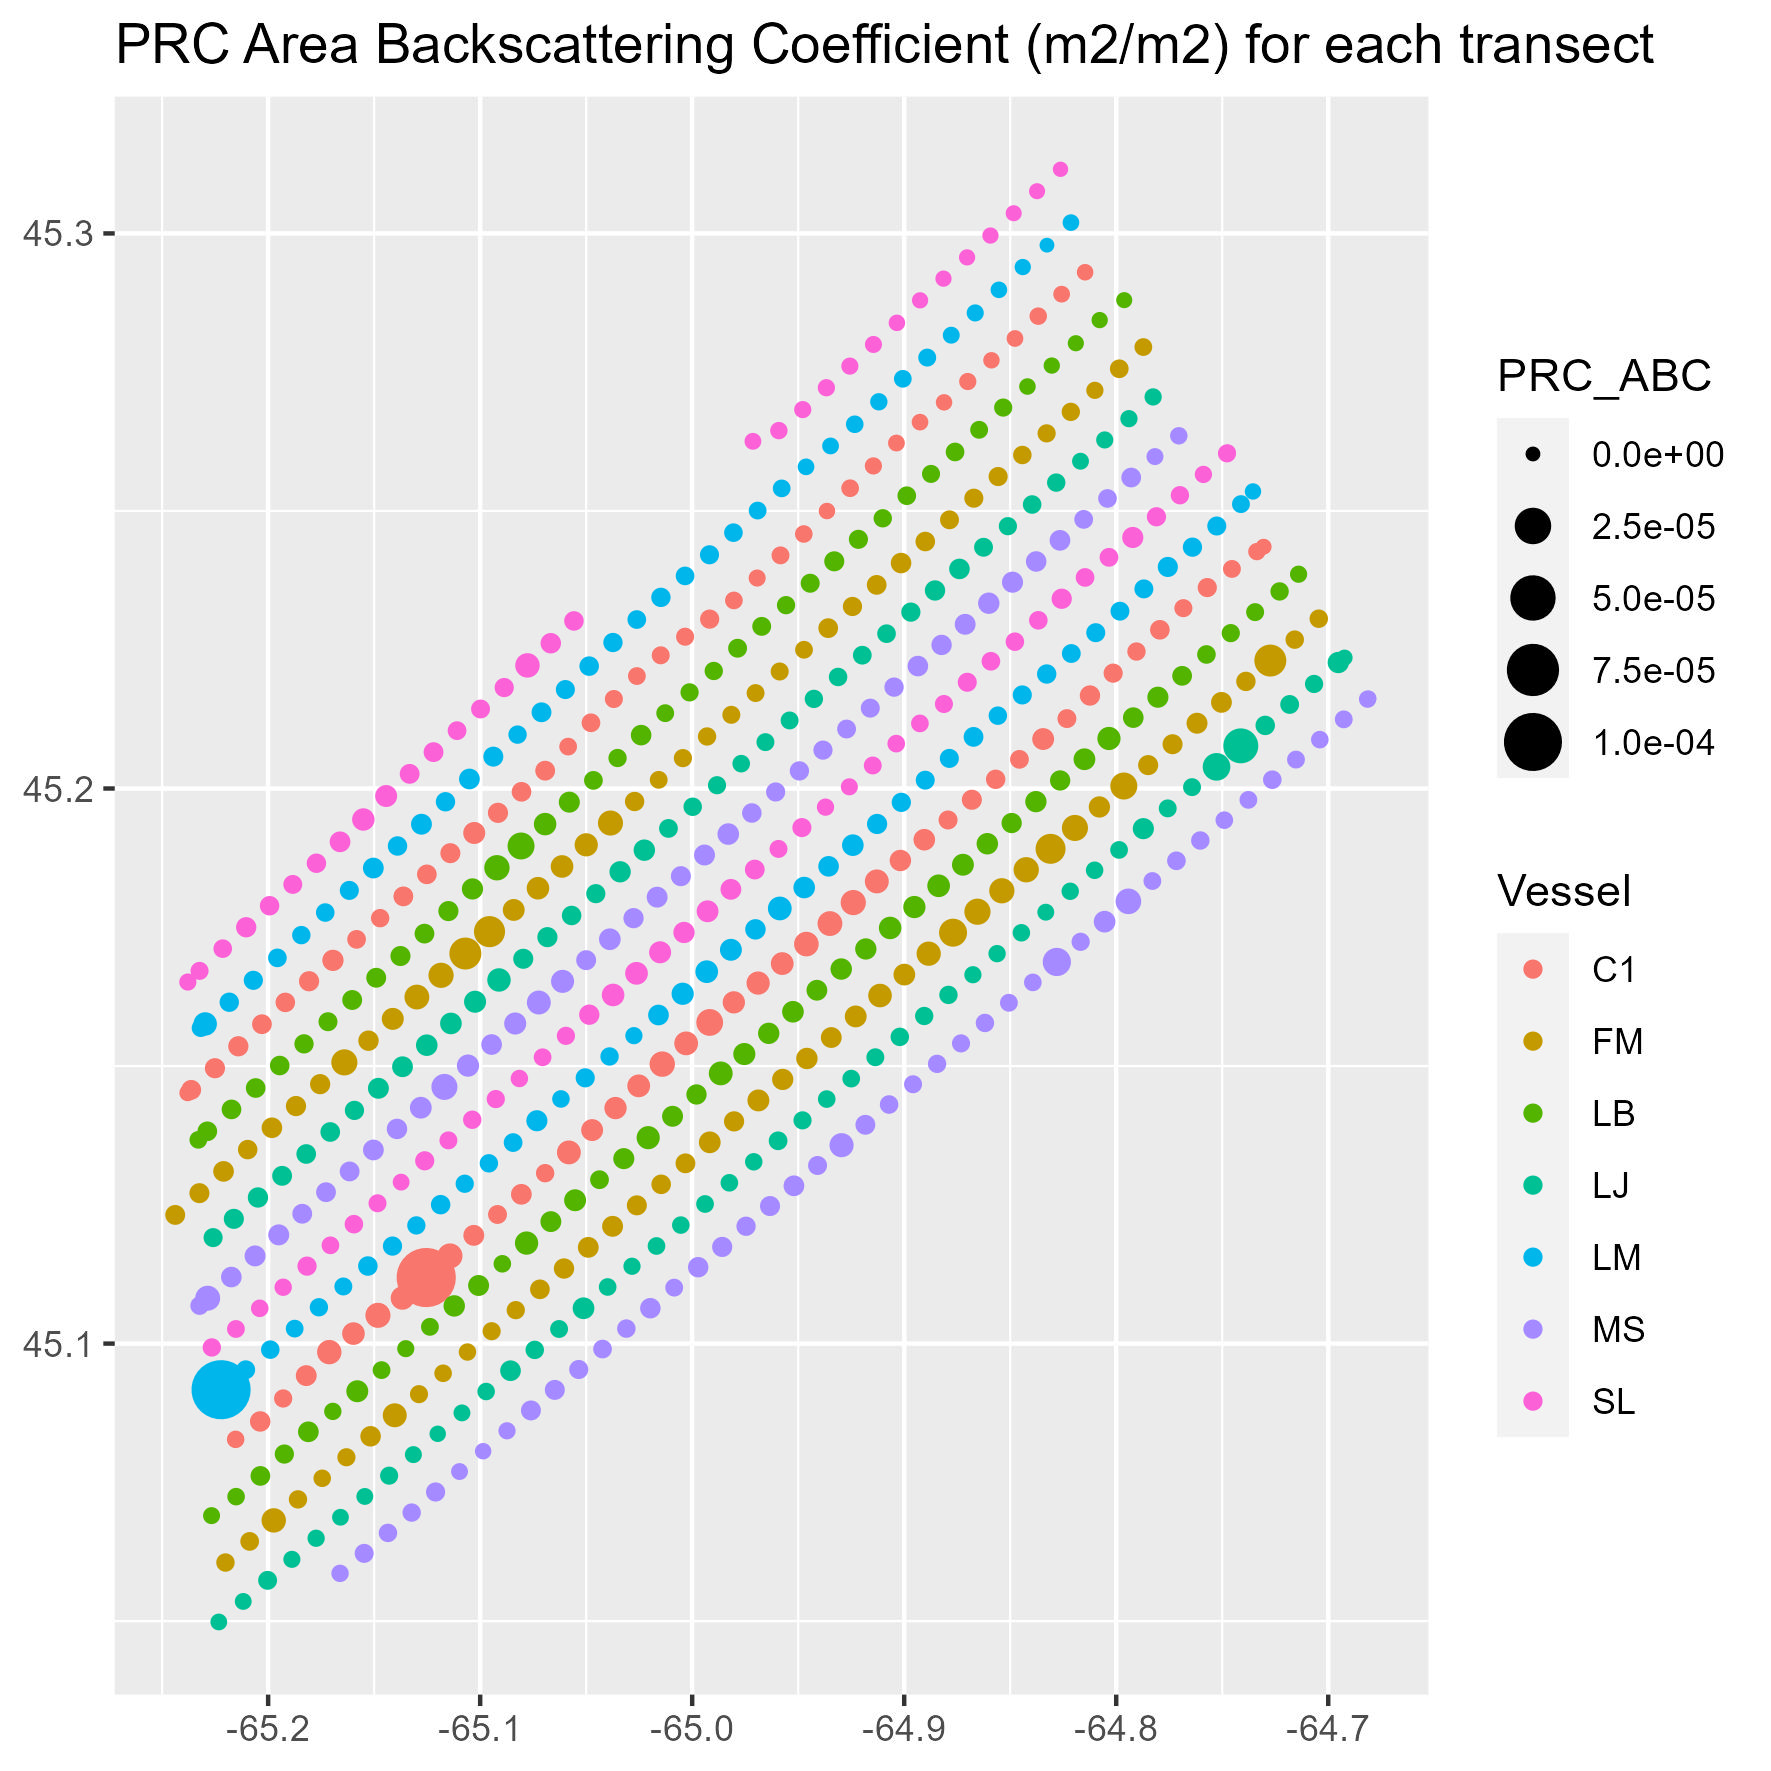 PRC Area Backscattering Coefficient (m2/m2) for each transect
45.3
45.2
45.1
-65.2
-65.1
-65.0
-64.9
-64.8
-64.7
PRC_ABC
0.0e+00
2.5e-05
5.0e-05
7.5e-05
1.0e-04
Vessel
C1
FM
LB
LJ
LM
MS
SL